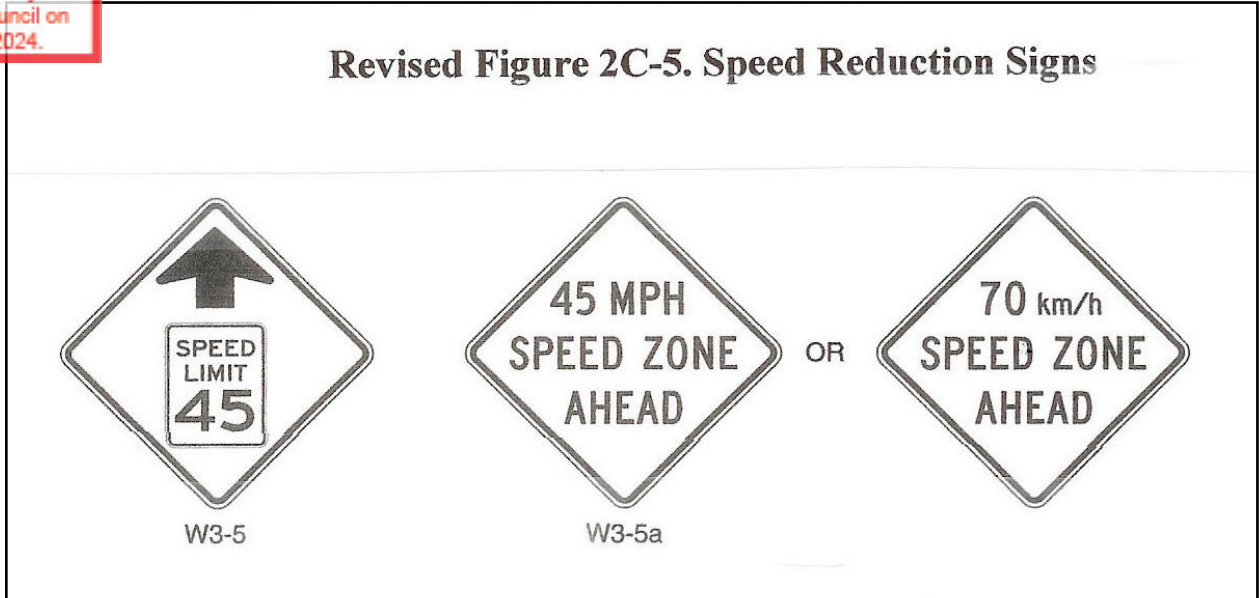 uncil on
2024.
Revised Figure 2C-5. Speed Reduction Signs
SPEED
LIMIT
45
W3-5
45 MPH
SPEED ZONE
AHEAD
W3-5a
OR
70 km/h
SPEED ZONE
AHEAD